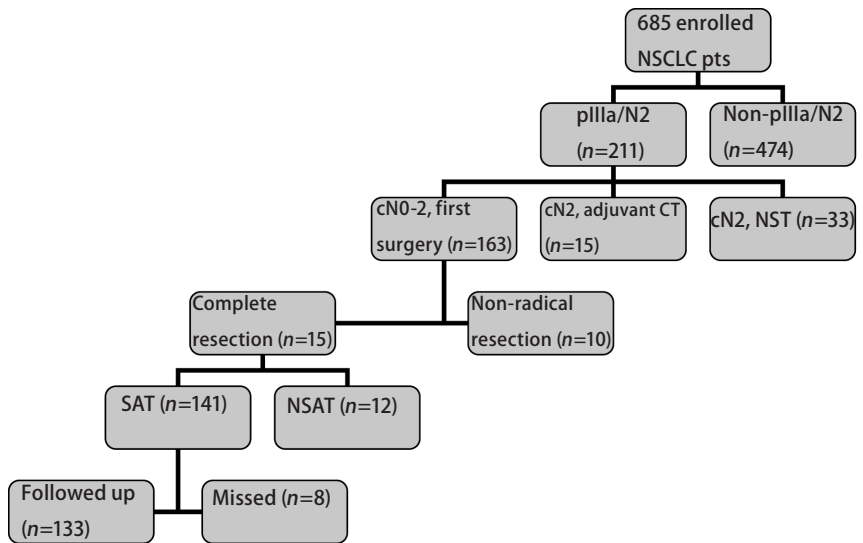 685 enrolled
NSCLC pts
pIIIa/N2
(n=211)
Non-pIIIa/N2
(n=474)
cN0-2, first
surgery (n=163)
cN2, adjuvant CT
(n=15)
cN2, NST (n=33)
Complete
resection (n=15)
Non-radical
resection (n=10)
SAT (n=141)
NSAT (n=12)
Followed up
(n=133)
Missed (n=8)